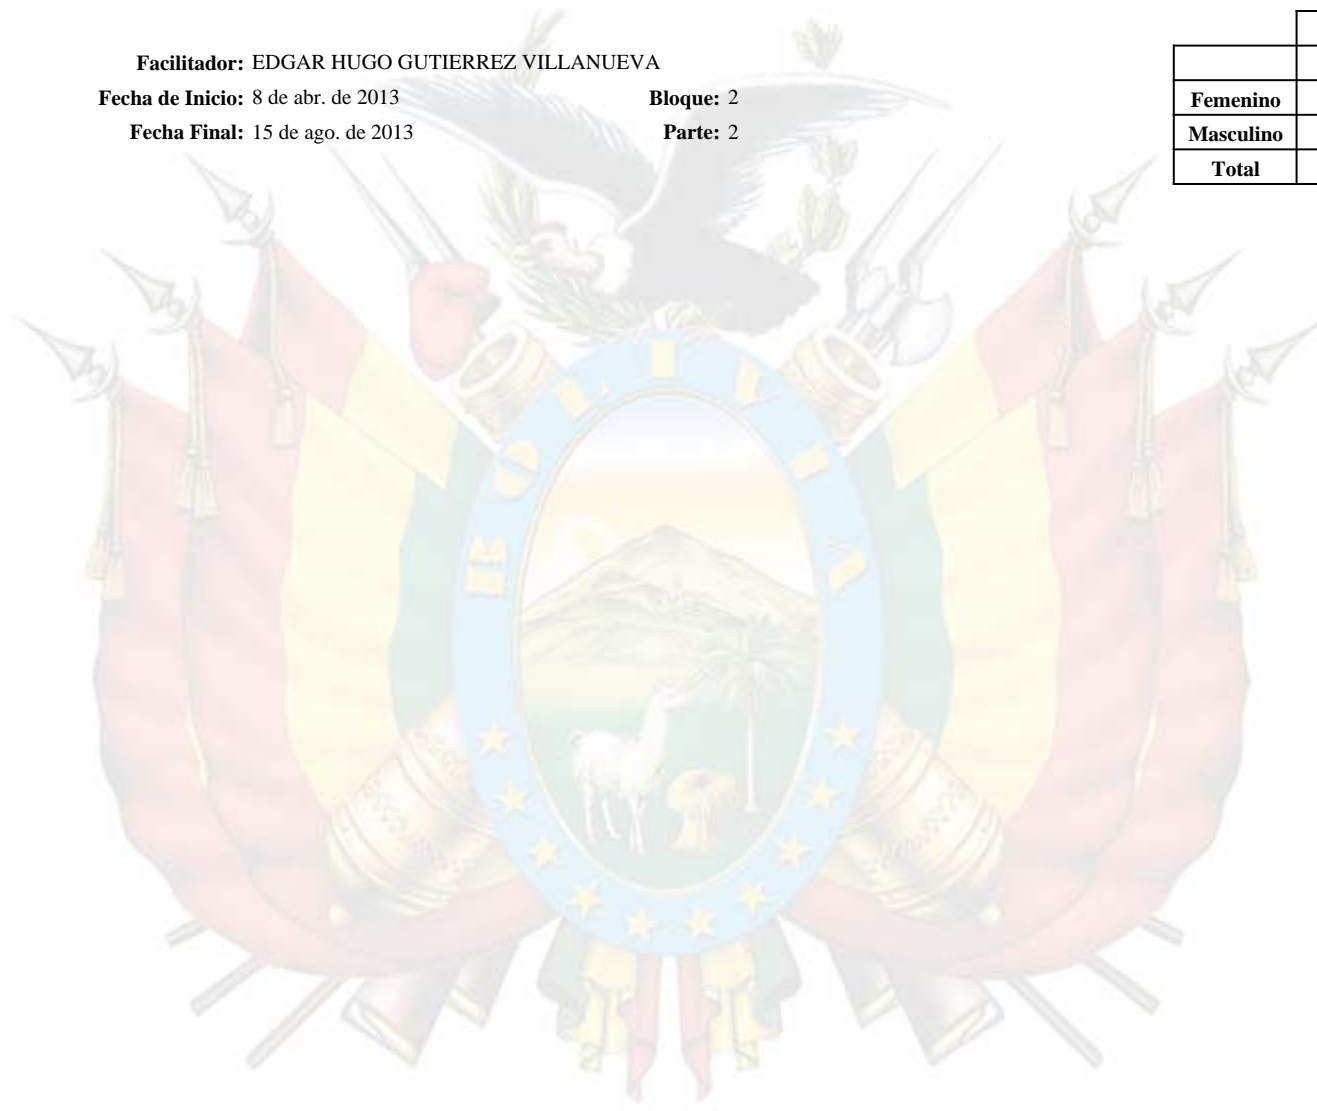 Facilitador: EDGAR HUGO GUTIERREZ VILLANUEVA
Fecha de Inicio: 8 de abr. de 2013 Bloque: 2
Fecha Final: 15 de ago. de 2013 Parte: 2
Femenino
Masculino
Total
BOLIVIA